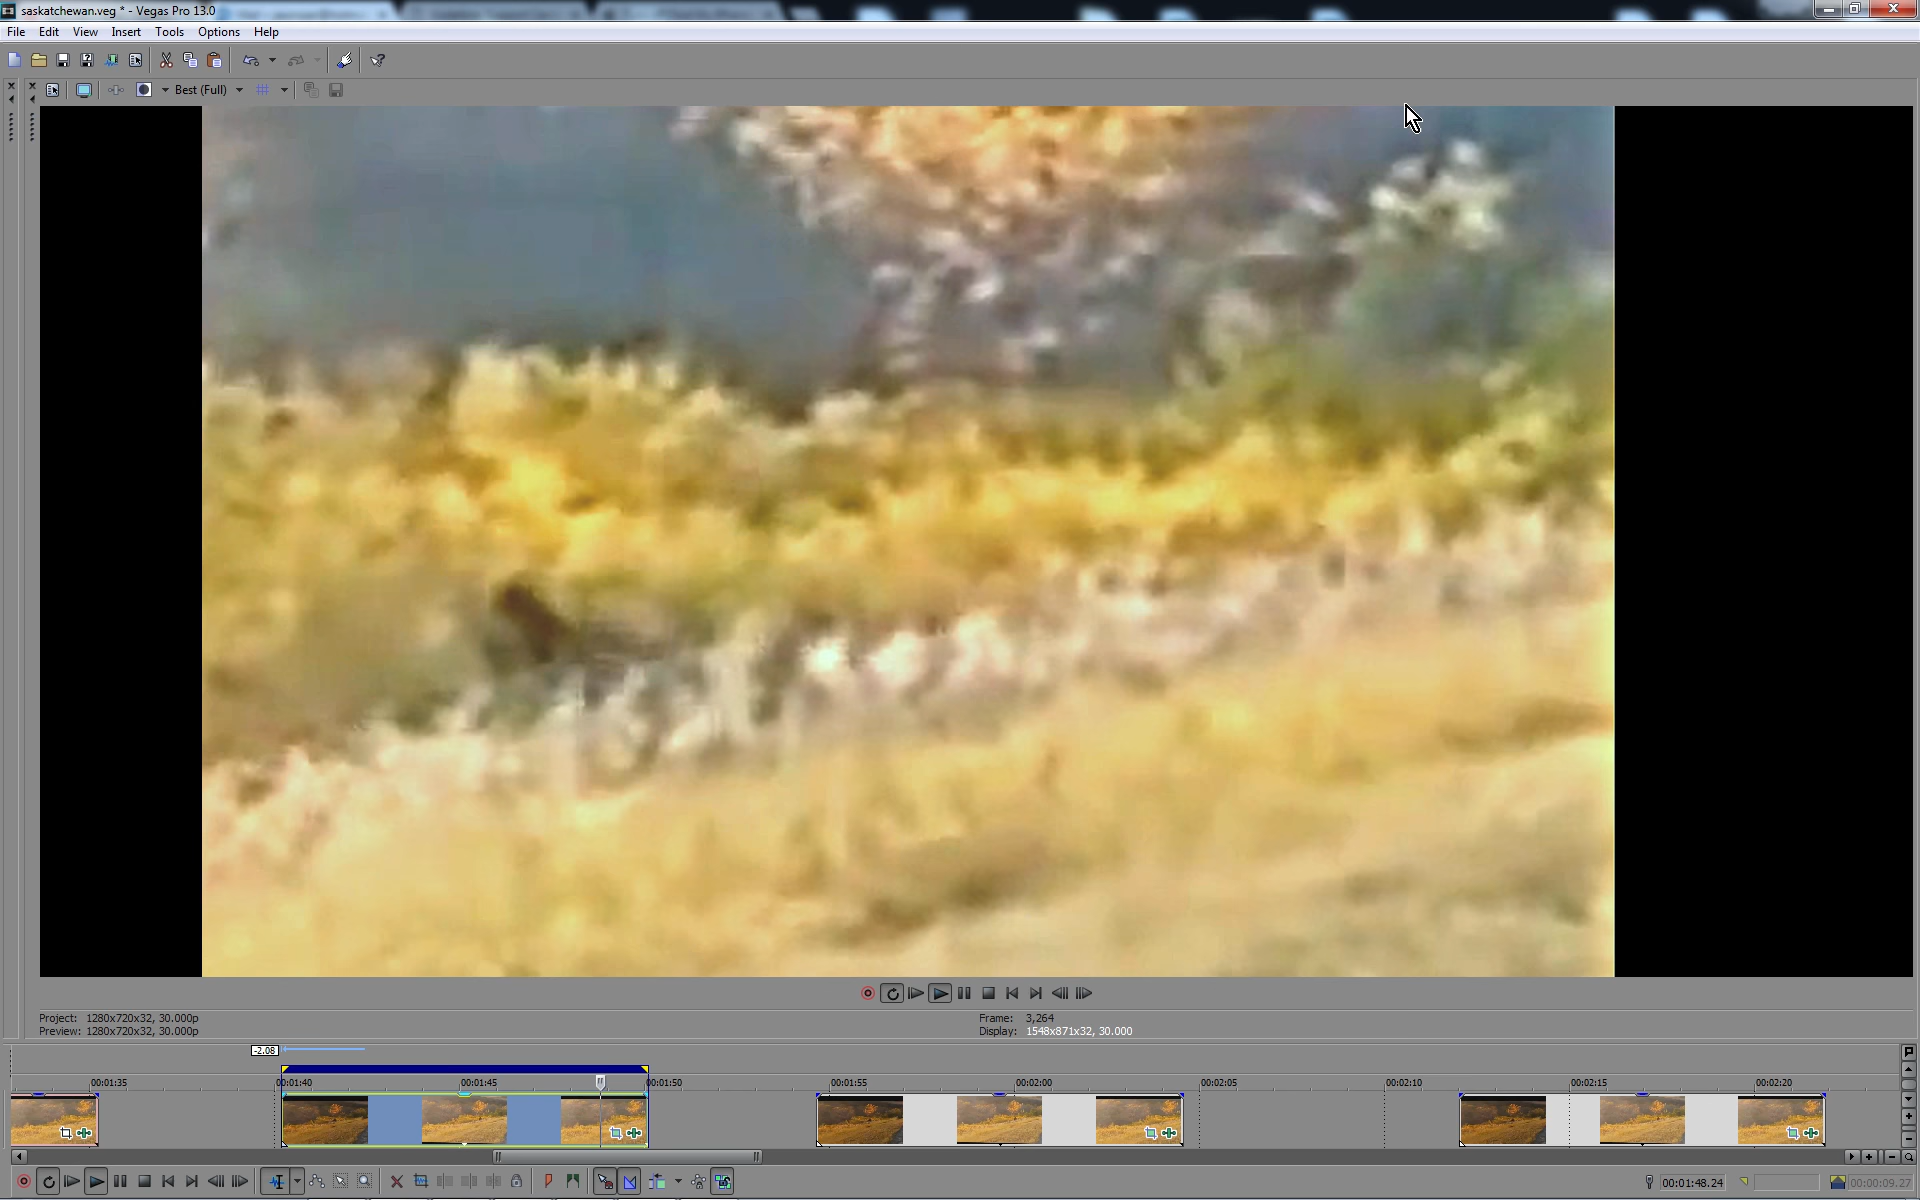 saskatchewan.veg * - Vegas Pro 13.0
File Edit View Insert Tools Options Help
Best (Full)
Project: 1280x720x32, 30.000p
Preview: 1280x720x32, 30.000p
Frame: 3,264
Display: 1548x871x32, 30.000
-2.08
00:01:35 00:01:40 00:01:45 00:01:50 00:01:55 00:02:00 00:02:05 00:02:10 00:02:15 00:02:20
00:01:48.24
00:00:09.27